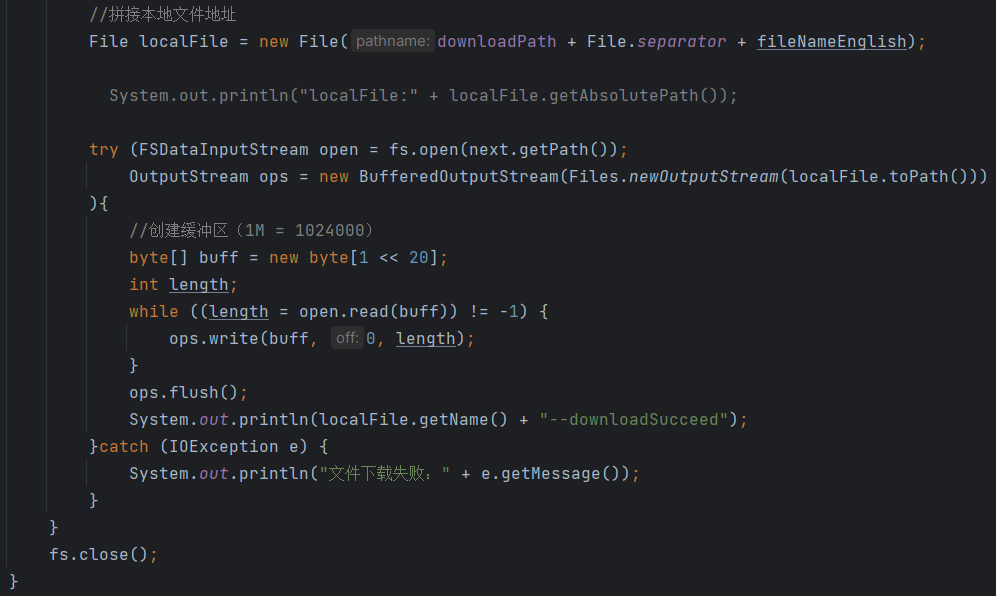 //拼接本地文件地址
File localFile = new File( pathname: downloadPath + File.separator + fileNameEnglish);
System.out.println("localFile:" + localFile.getAbsolutePath());
try (FSDataInputStream open = fs.open(next.getPath());
OutputStream ops = new BufferedOutputStream(Files.newOutputStream(localFile.toPath()))
){
//创建缓冲区（1M = 1024000）
byte[] buff = new byte[1 << 20];
int length;
while ((length = open.read(buff)) != -1) {
ops.write(buff, off: 0, length);
}
ops.flush();
System.out.println(localFile.getName() + "--downloadSucceed");
}catch (IOException e) {
System.out.println("文件下载失败：" + e.getMessage());
}
}
fs.close();
}